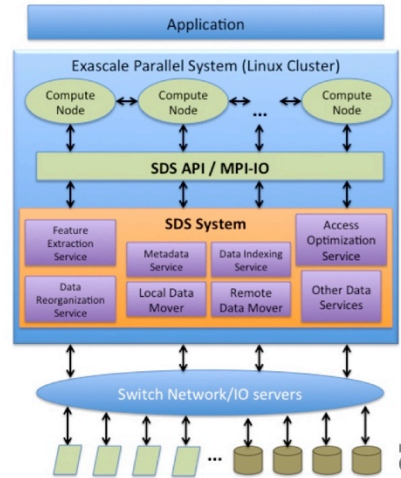 Application
Exascale Parallel System (Linux Cluster)
Compute
Node
Compute
Node
...
Compute
Node
SDS API / MPI-IO
SDS System
Feature
Extraction
Service
Metadata
Service
Data Indexing
Service
Access
Optimization
Service
Data
Reorganization
Service
Local Data
Mover
Remote
Data Mover
Other Data
Services
Switch Network/IO servers
...